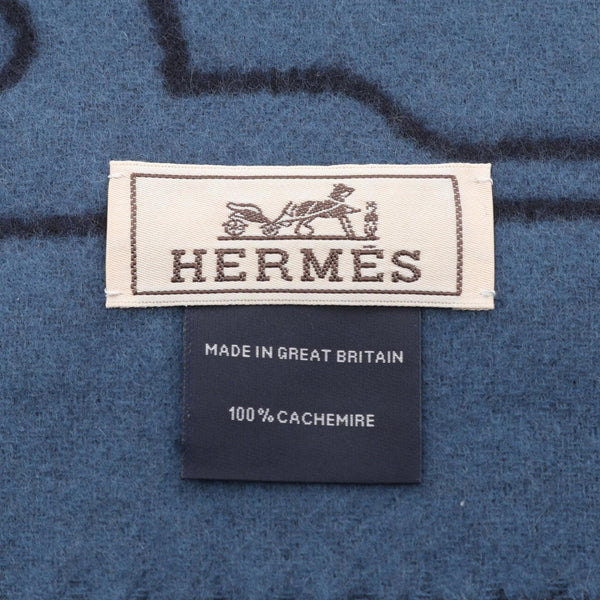 HERMÈS
MADE IN GREAT BRITAIN
100% CACHEMIRE